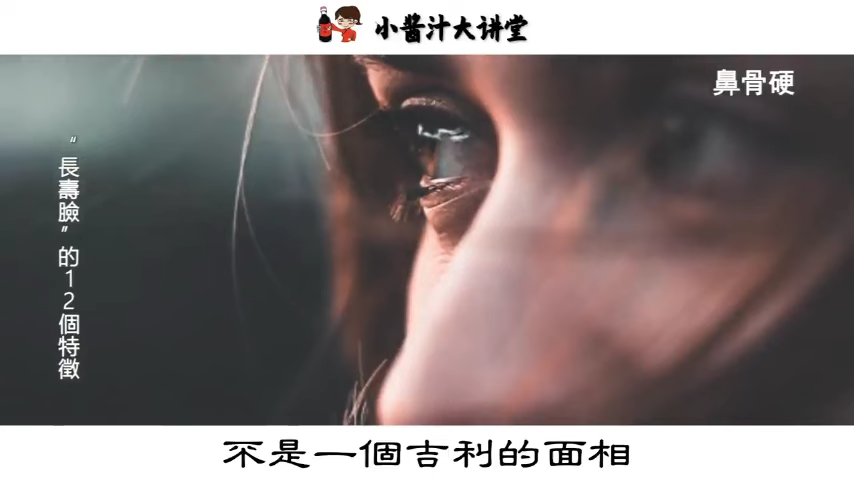 小酱汁大讲堂
鼻骨硬
“長壽臉”的12個特徵
不是一個吉利的面相